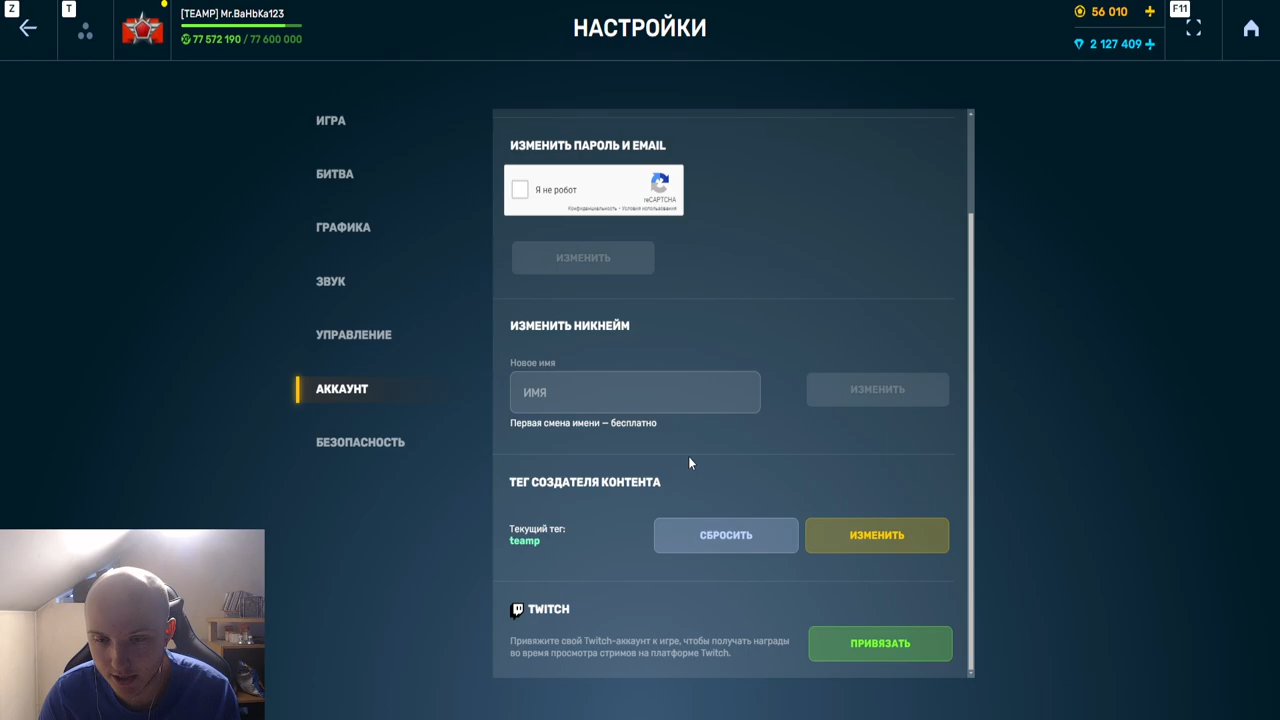 Z
T
[TEAMP] Mr.BaHbKa123
77 572 190 / 77 600 000
НАСТРОЙКИ
56 010
2 127 409
F11
ИГРА
БИТВА
ГРАФИКА
ЗВУК
УПРАВЛЕНИЕ
АККАУНТ
БЕЗОПАСНОСТЬ
ИЗМЕНИТЬ ПАРОЛЬ И EMAIL
Я не робот
reCAPTCHA
Конфиденциальность - Условия использования
ИЗМЕНИТЬ
ИЗМЕНИТЬ НИКНЕЙМ
Новое имя
ИМЯ
ИЗМЕНИТЬ
Первая смена имени — бесплатно
ТЕГ СОЗДАТЕЛЯ КОНТЕНТА
Текущий тег:
teamp
СБРОСИТЬ
ИЗМЕНИТЬ
TWITCH
Привяжите свой Twitch-аккаунт к игре, чтобы получать награды
во время просмотра стримов на платформе Twitch.
ПРИВЯЗАТЬ